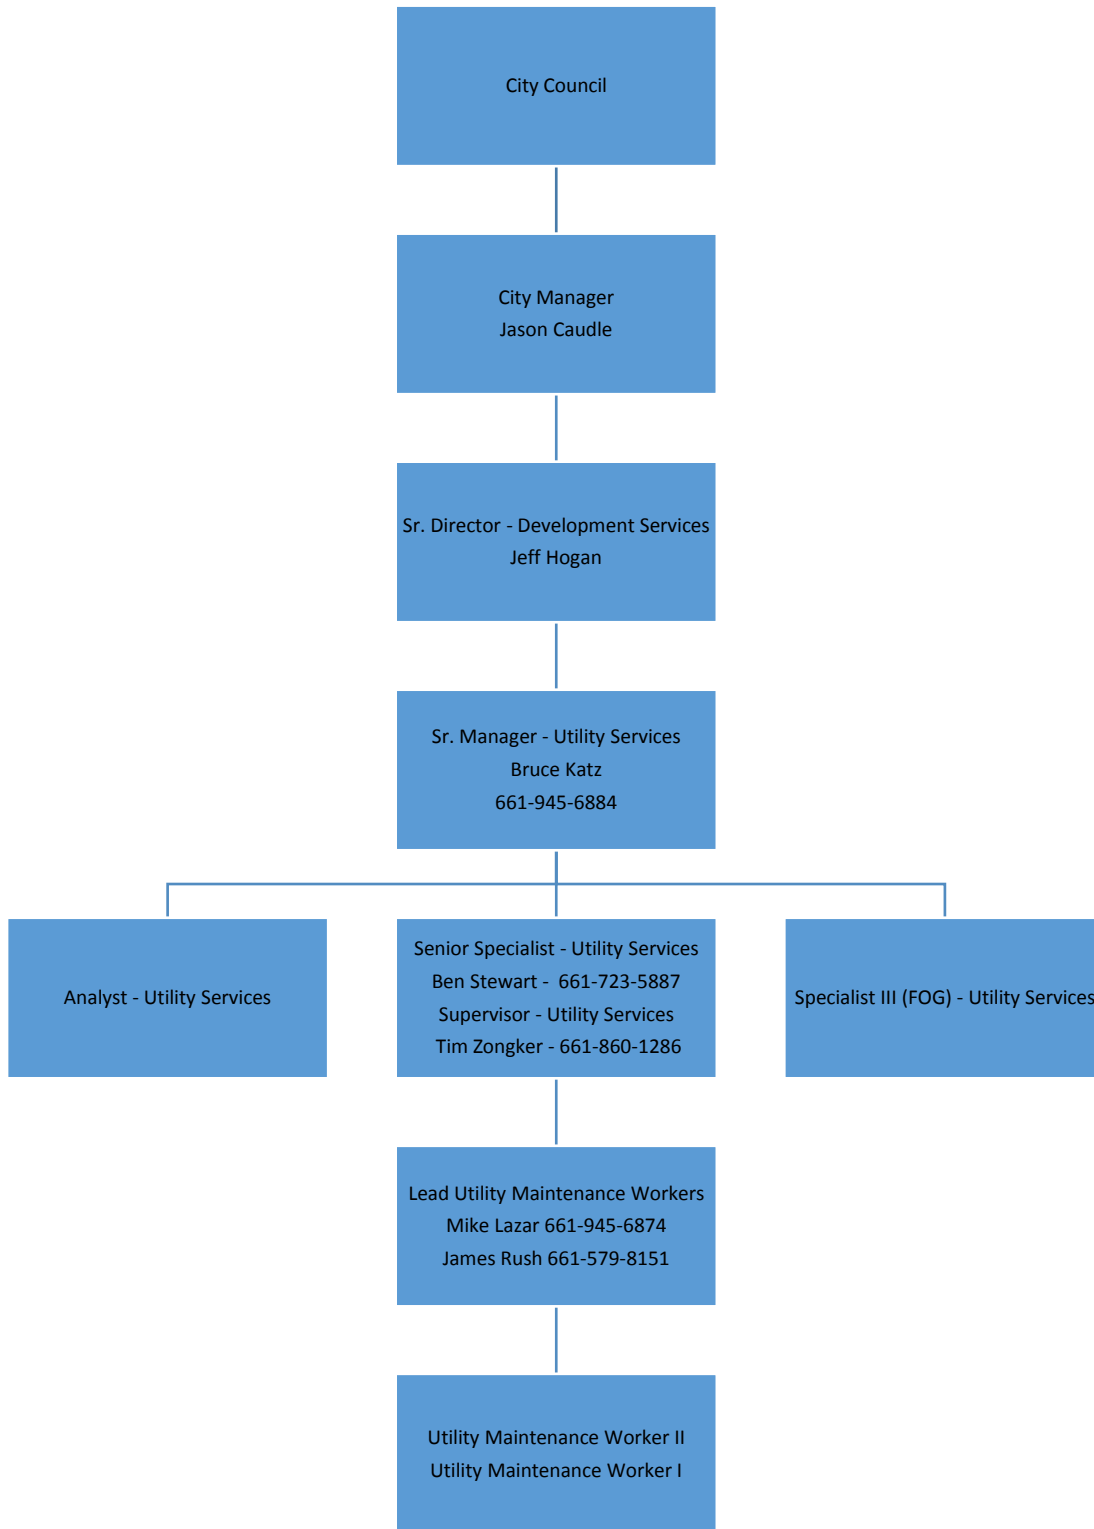 City Council
City Manager
Jason Caudle
Sr. Director - Development Services
Jeff Hogan
Sr. Manager - Utility Services
Bruce Katz
661-945-6884
Analyst - Utility Services
Senior Specialist - Utility Services
Ben Stewart -  661-723-5887
Supervisor - Utility Services
Tim Zongker - 661-860-1286
Specialist III (FOG) - Utility Services
Lead Utility Maintenance Workers
Mike Lazar 661-945-6874
James Rush 661-579-8151
Utility Maintenance Worker II
Utility Maintenance Worker I